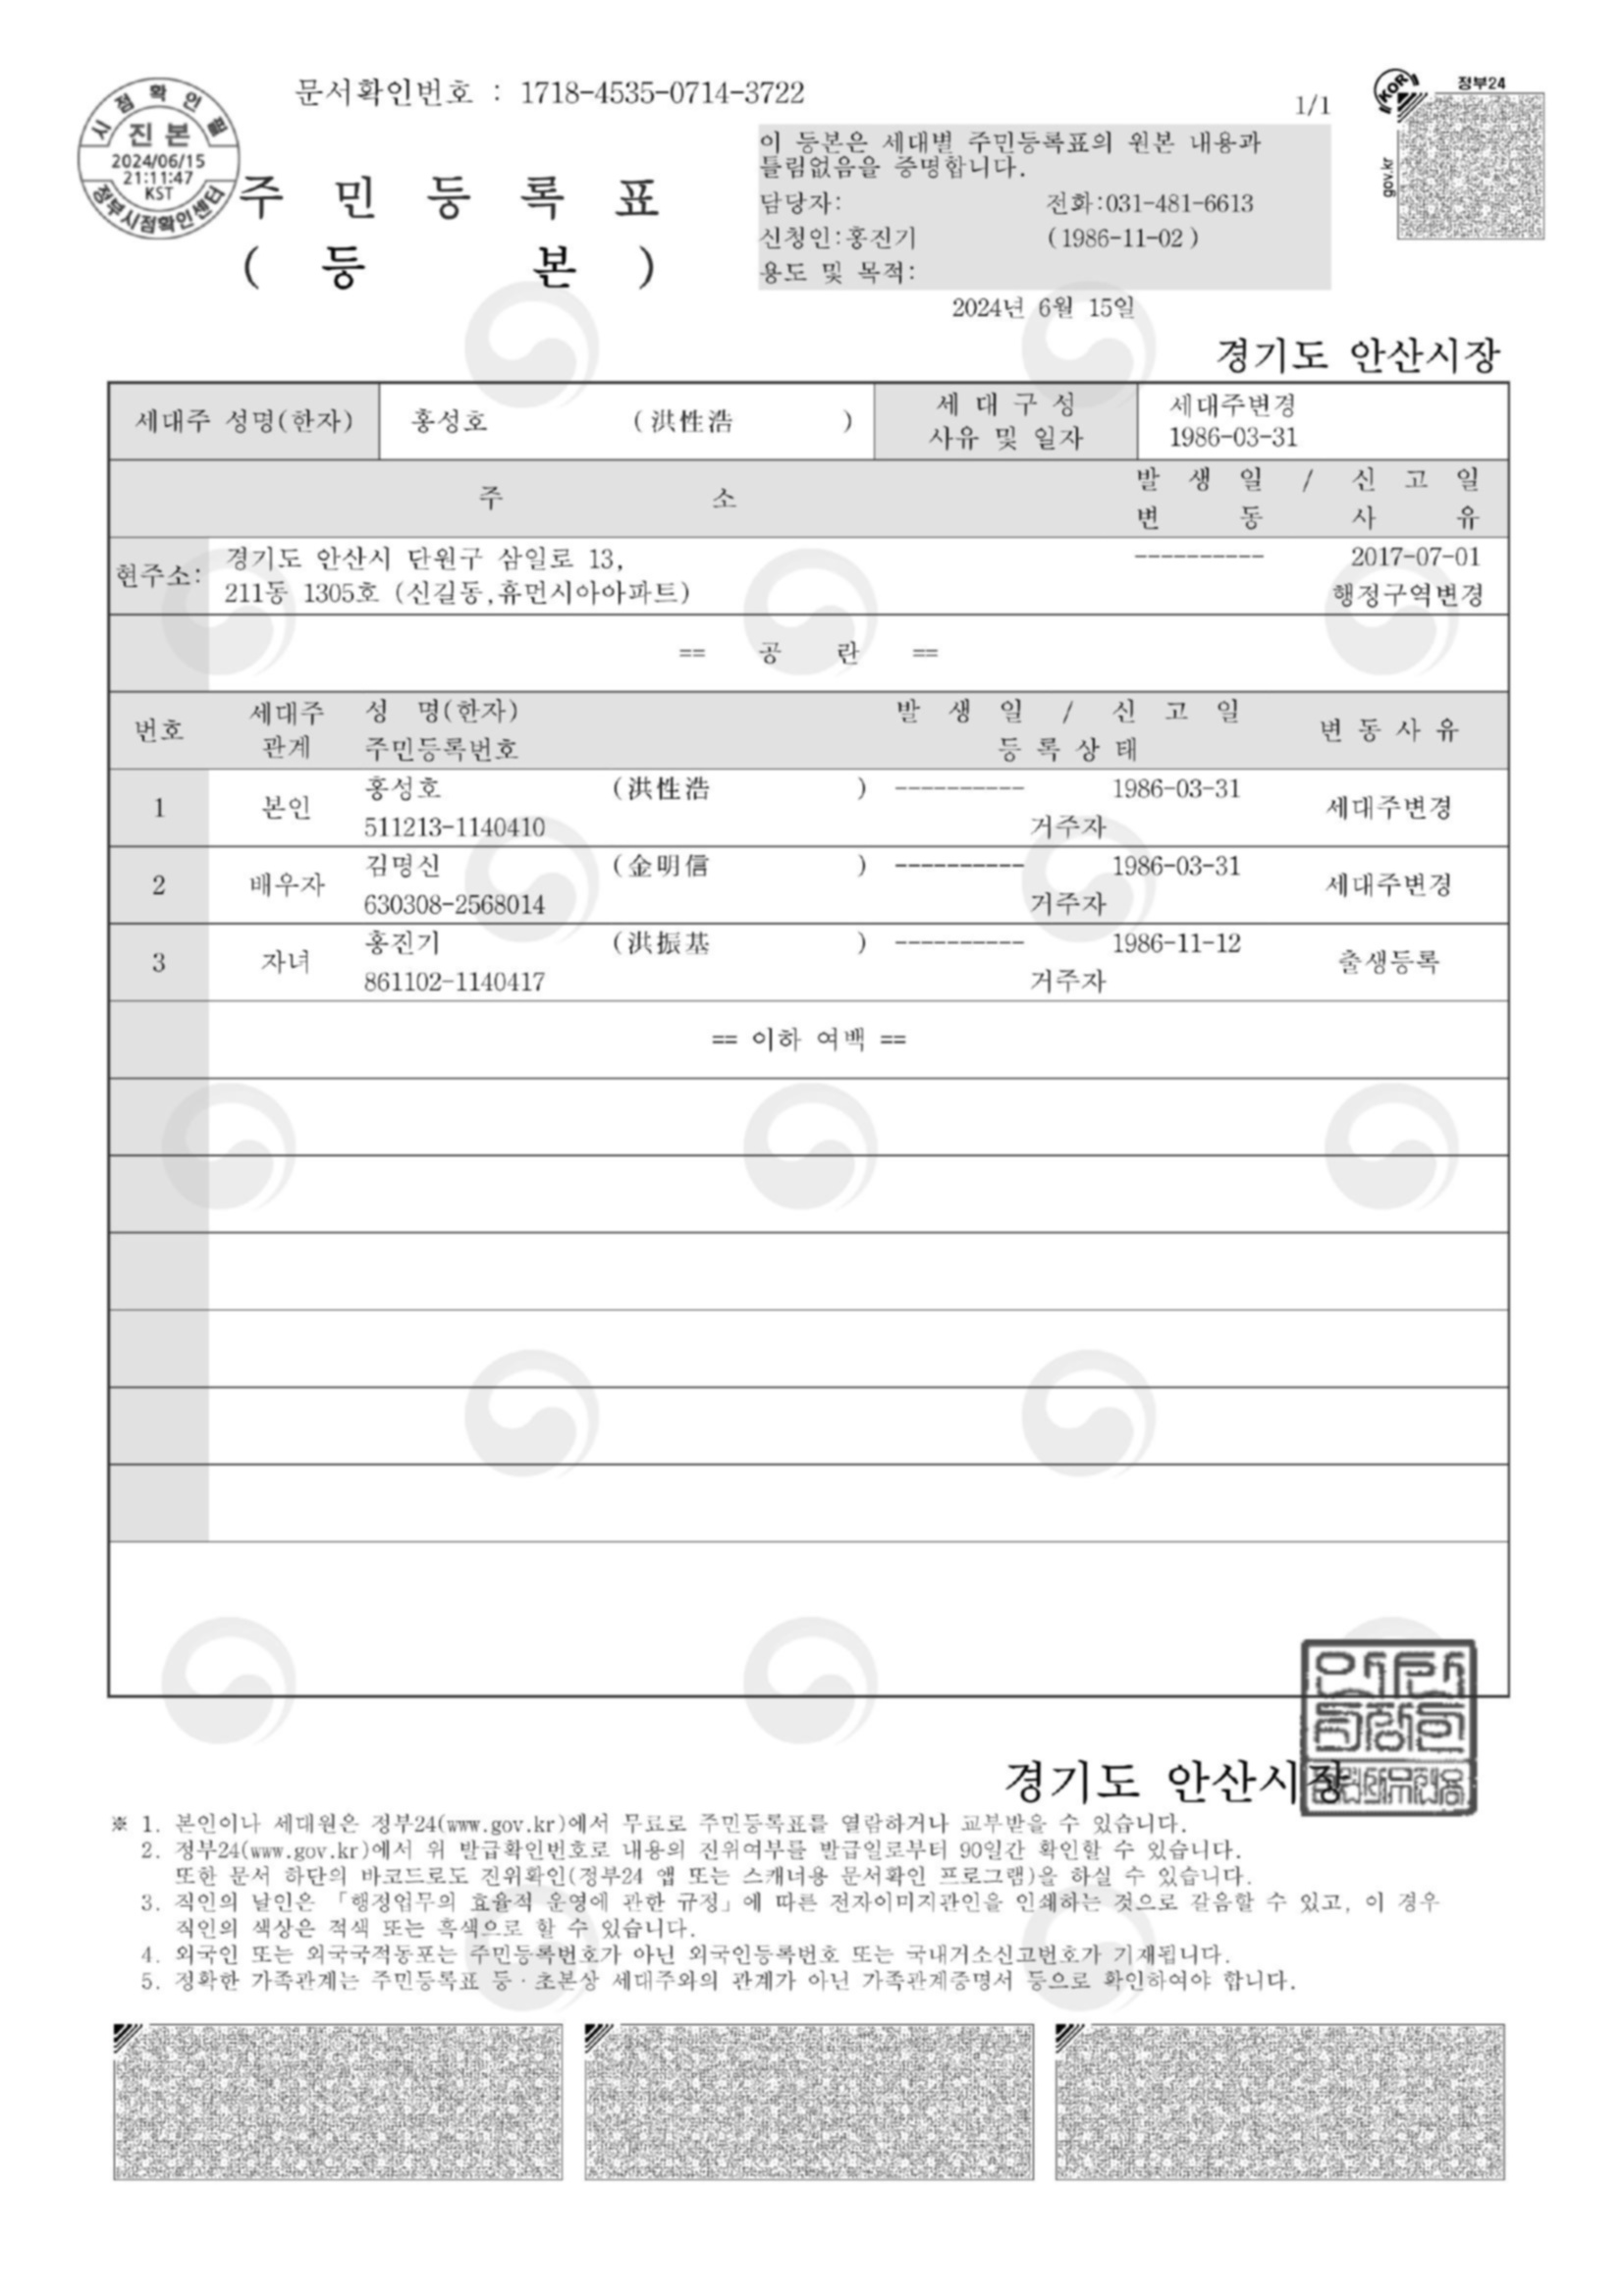 문서확인번호 : 1718-4535-0714-3722
1/1
정부24
KOR
gov.kr
시점확인필
진본
2024/06/15
21:11:47
KST
정부시점확인센터
주 민 등 록 표
( 등 본 )
이 등본은 세대별 주민등록표의 원본 내용과
틀림없음을 증명합니다.
담당자: 전화:031-481-6613
신청인:홍진기 (1986-11-02 )
용도 및 목적:
2024년 6월 15일
경기도 안산시장
세대주 성명(한자) 홍성호 ( 洪性浩 ) 세 대 구 성 사유 및 일자 세대주변경 1986-03-31
주 소 발 생 일 / 신 고 일
변 동 사 유
현주소: 경기도 안산시 단원구 삼일로 13, ---------- 2017-07-01
211동 1305호 (신길동,휴먼시아아파트) 행정구역변경
== 공 란 ==
번호 세대주 관계 성 명(한자) 주민등록번호 발 생 일 / 신 고 일 등 록 상 태 변 동 사 유
1 본인 홍성호 (洪性浩 ) ---------- 1986-03-31 세대주변경
511213-1140410 거주자
2 배우자 김명신 (金明信 ) ---------- 1986-03-31 세대주변경
630308-2568014 거주자
3 자녀 홍진기 (洪振基 ) ---------- 1986-11-12 출생등록
861102-1140417 거주자
== 이하 여백 ==
경기도 안산시장
※ 1. 본인이나 세대원은 정부24(www.gov.kr)에서 무료로 주민등록표를 열람하거나 교부받을 수 있습니다.
2. 정부24(www.gov.kr)에서 위 발급확인번호로 내용의 진위여부를 발급일로부터 90일간 확인할 수 있습니다.
또한 문서 하단의 바코드로도 진위확인(정부24 앱 또는 스캐너용 문서확인 프로그램)을 하실 수 있습니다.
3. 직인의 날인은 「행정업무의 효율적 운영에 관한 규정」에 따른 전자이미지관인을 인쇄하는 것으로 갈음할 수 있고, 이 경우
직인의 색상은 적색 또는 흑색으로 할 수 있습니다.
4. 외국인 또는 외국국적동포는 주민등록번호가 아닌 외국인등록번호 또는 국내거소신고번호가 기재됩니다.
5. 정확한 가족관계는 주민등록표 등·초본상 세대주와의 관계가 아닌 가족관계증명서 등으로 확인하여야 합니다.